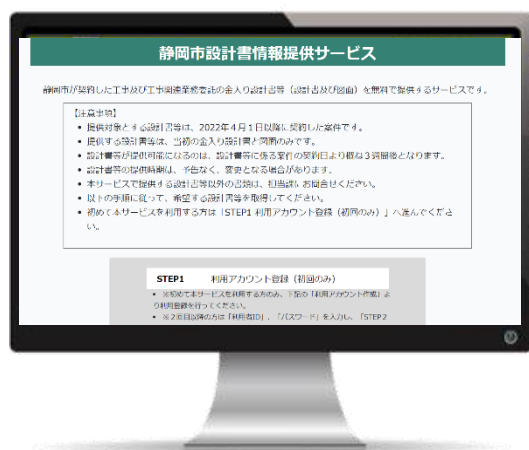 静岡市設計書情報提供サービス
静岡市が契約した工事及び工事関連業務委託の金入り設計書等（設計書及び図面）を無料で提供するサービスです。
【注意事項】
• 提供対象とする設計書等は、2022年４月１日以降に契約した案件です。
• 提供する設計書等は、当初の金入り設計書と図面のみです。
• 設計書等が提供可能になるのは、設計書等に係る案件の契約日より概ね３週間後となります。
• 設計書等の提供時期は、予告なく、変更となる場合があります。
• 本サービスで提供する設計書等以外の書類は、担当課にお問合せください。
• 以下の手順に従って、希望する設計書等を取得してください。
• 初めて本サービスを利用する方は「STEP1 利用アカウント登録（初回のみ）」へ進んでくださ
い。
STEP1 利用アカウント登録（初回のみ）
• ※初めて本サービスを利用する方のみ、下記の「利用アカウント作成」よ
り利用登録を行ってください。
• ※２回目以降の方は「利用者ID」、「パスワード」を入力し、「STEP２